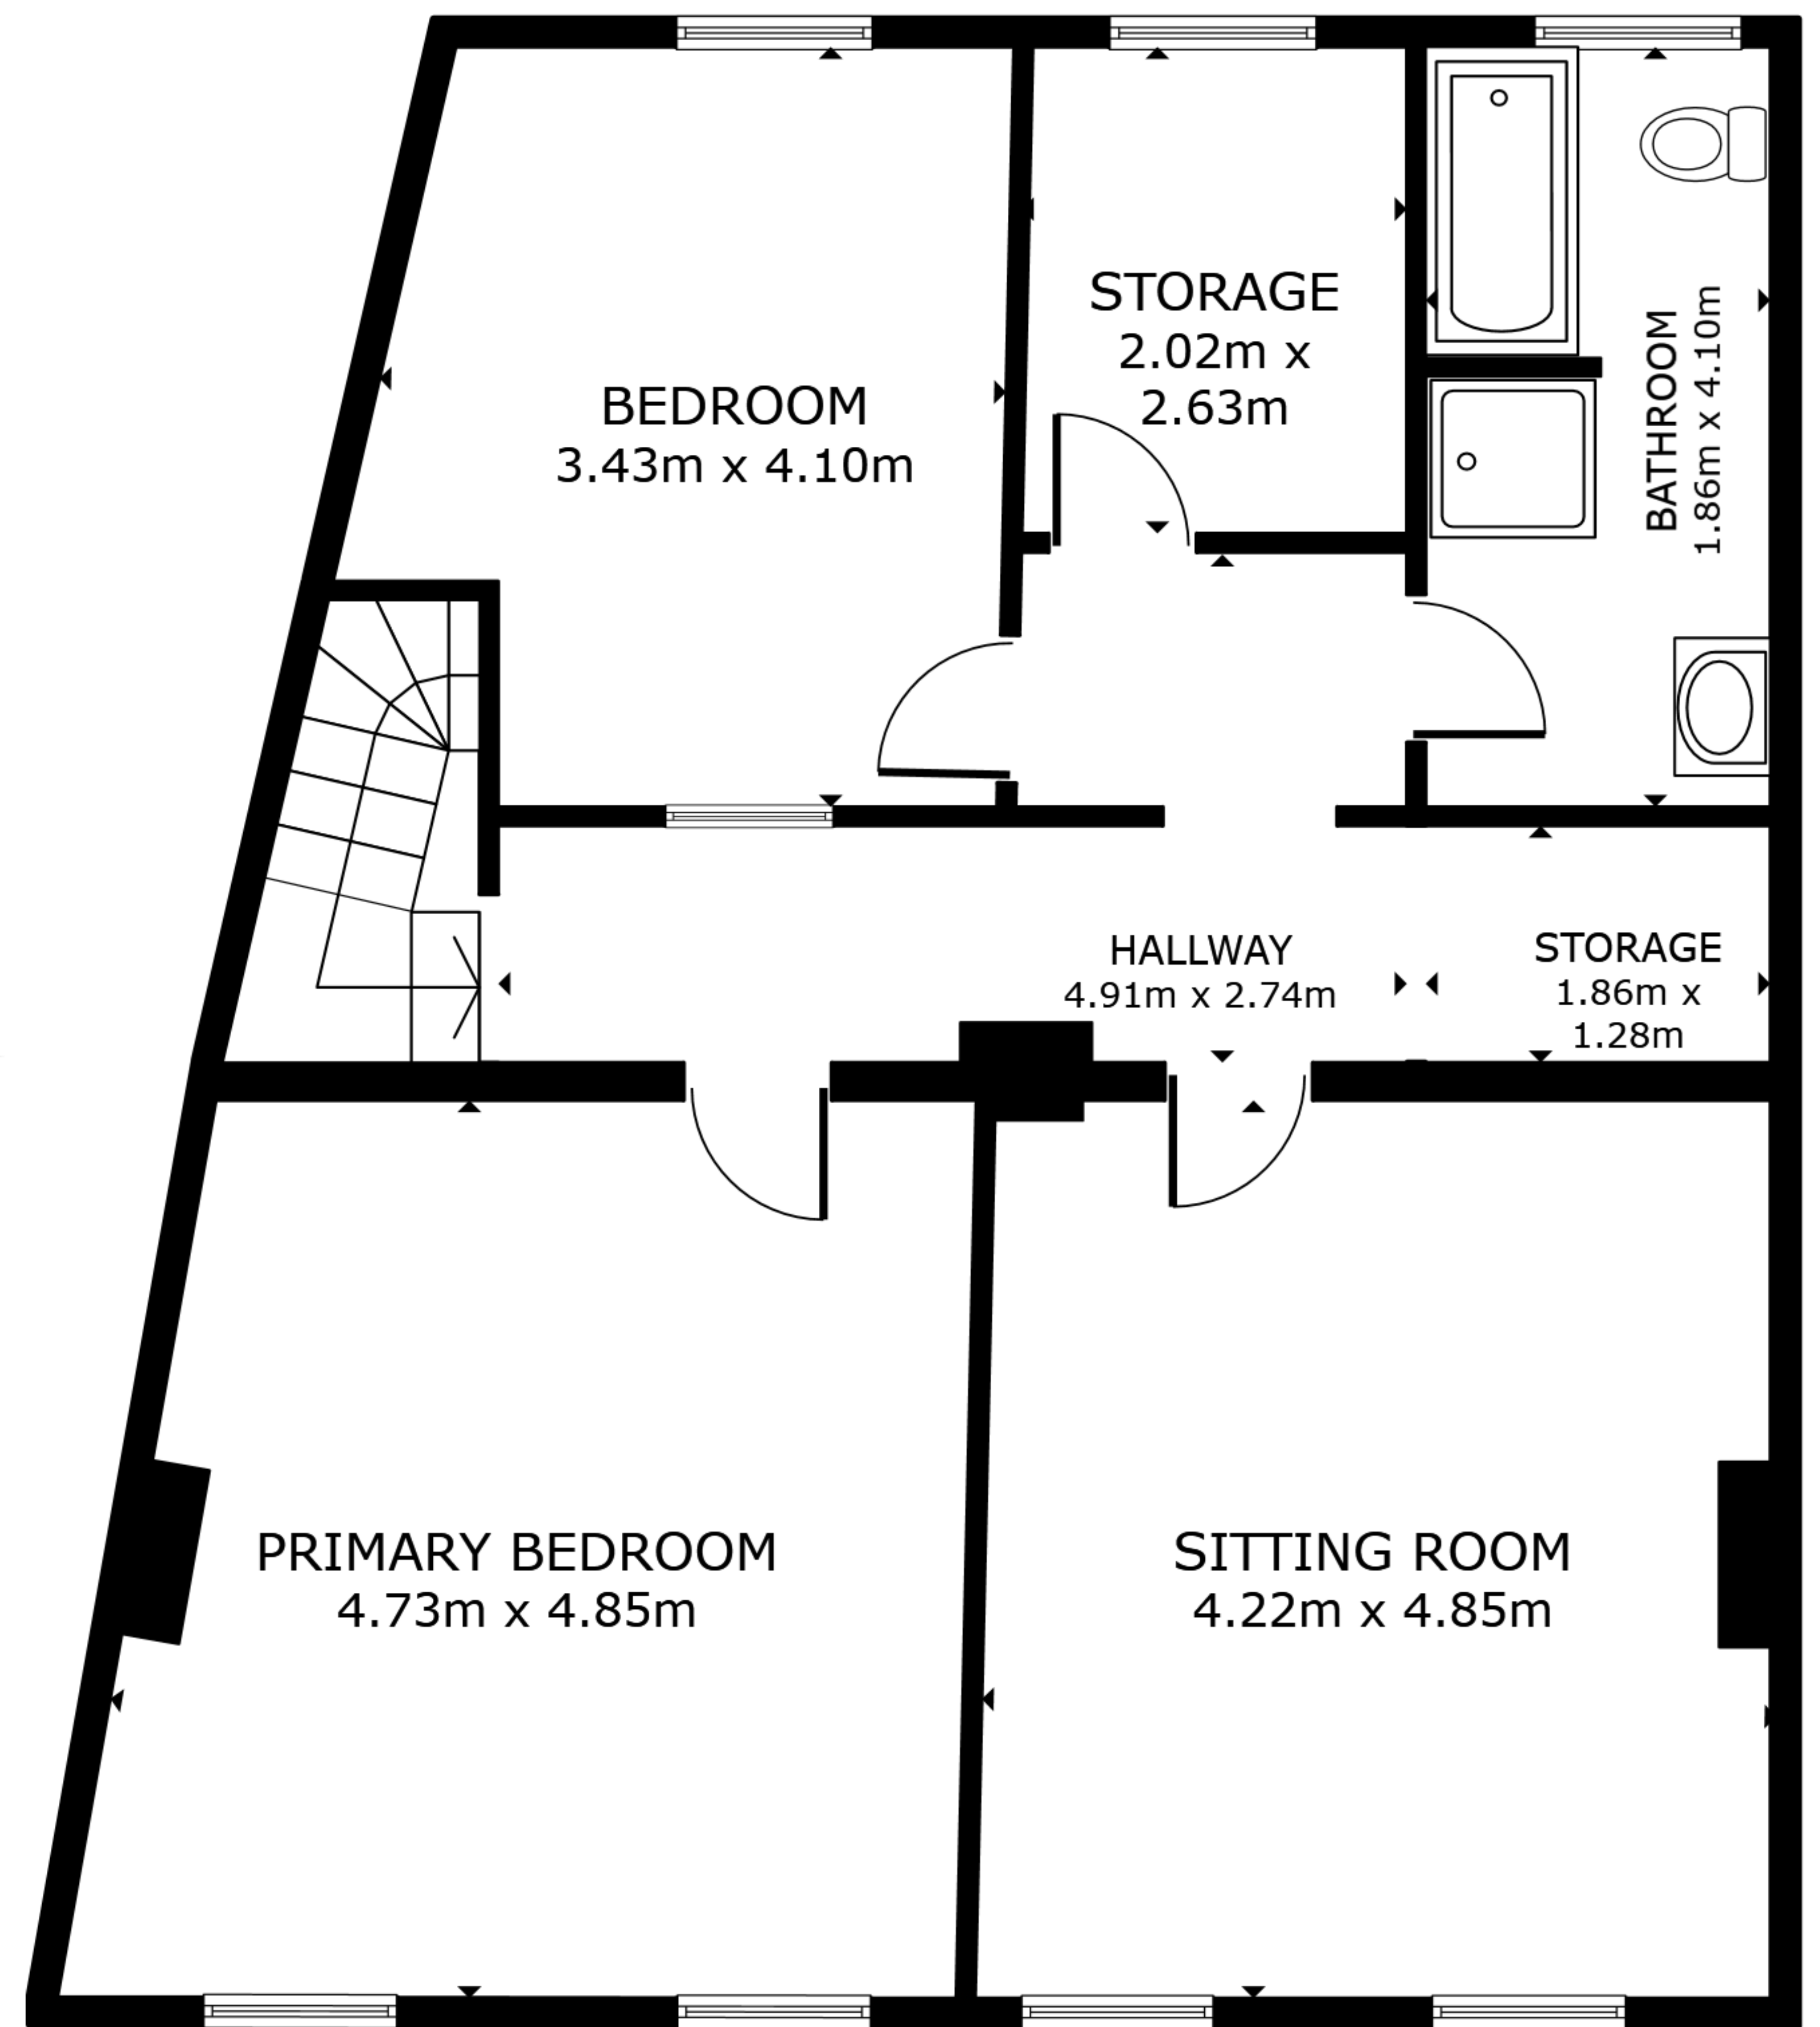 STORAGE
2.02m x
2.63m
BEDROOM
3.43m x 4.10m
BATHROOM
1.86m x 4.10m
HALLWAY
4.91m x 2.74m
STORAGE
1.86m x
1.28m
PRIMARY BEDROOM
4.73m x 4.85m
SITTING ROOM
4.22m x 4.85m